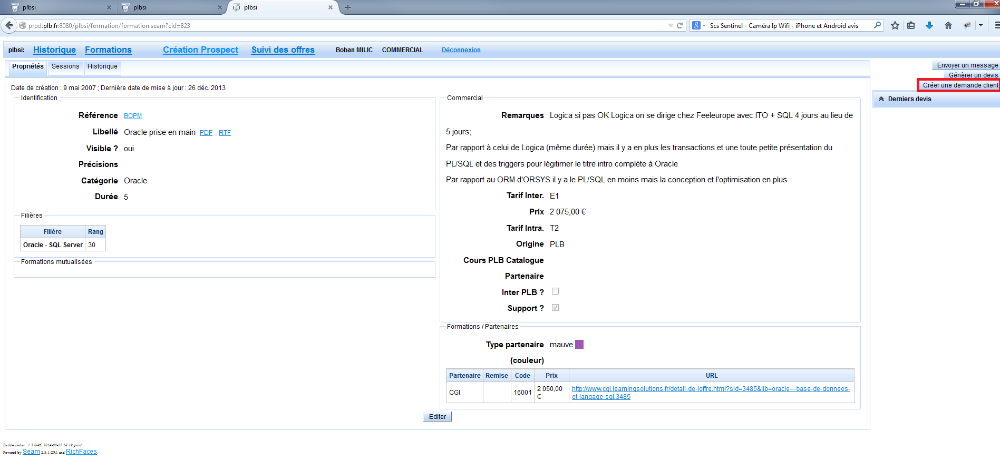 plbsi
plbsi
plbsi
prod.plb.fr:8080/plbsi/formation/formation.seam?cid=823
Scs Sentinel - Caméra Ip Wifi - iPhone et Android avis
plbsi: Historique Formations Création Prospect Suivi des offres Boban MILIC COMMERCIAL Déconnexion
Propriétés Sessions Historique
Envoyer un message
Générer un devis
Créer une demande client
Derniers devis
Date de création : 9 mai 2007 ; Dernière date de mise à jour : 26 déc. 2013
Identification
Référence BOPM
Libellé Oracle prise en main PDF RTF
Visible ? oui
Précisions
Catégorie Oracle
Durée 5
Filières
Filière Rang
Oracle - SQL Server 30
Formations mutualisées
Commercial
Remarques Logica si pas OK Logica on se dirige chez Feeleurope avec ITO + SQL 4 jours au lieu de
5 jours;
Par rapport à celui de Logica (même durée) mais il y a en plus les transactions et une toute petite présentation du
PL/SQL et des triggers pour légitimer le titre intro complète à Oracle
Par rapport au ORM d'ORSYS il y a le PL/SQL en moins mais la conception et l'optimisation en plus
Tarif Inter. E1
Prix 2 075,00 €
Tarif Intra. T2
Origine PLB
Cours PLB Catalogue
Partenaire
Inter PLB ?
Support ?
Formations / Partenaires
Type partenaire mauve
(couleur)
Partenaire Remise Code Prix URL
CGI 16001 2 050,00 € http://www.cgi.learningsolutions.fr/detail-de-loffre.html?sid=3485&lib=oracle---base-de-donnees-
et-langage-sql.3485
Editer
Build-number : 1.5.0-RC 2014-06-27 18:19 prod
Powered by Seam 2.3.1.CR1 and RichFaces.